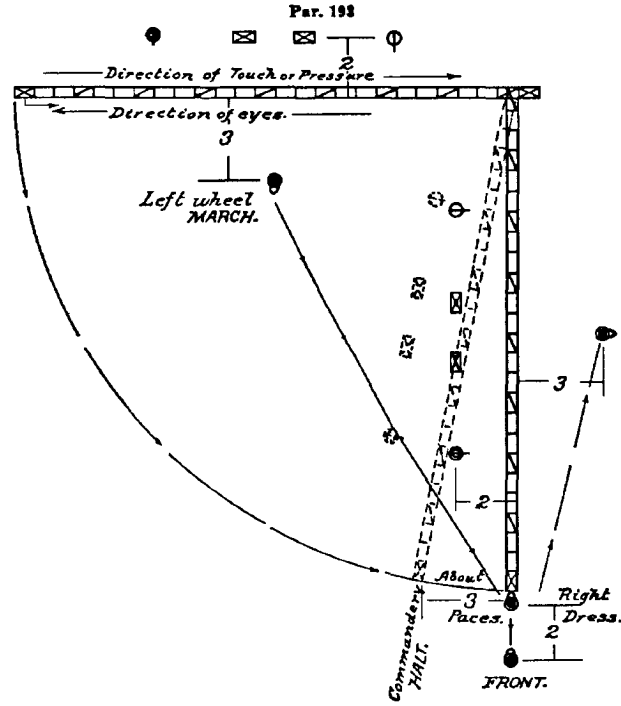 Par. 193
2
Direction of Touch or Pressure
Direction of eyes.
3
Left wheel
MARCH.
3
2
About
3
Paces.
Right
Dress.
2
Commandery
HALT.
FRONT.